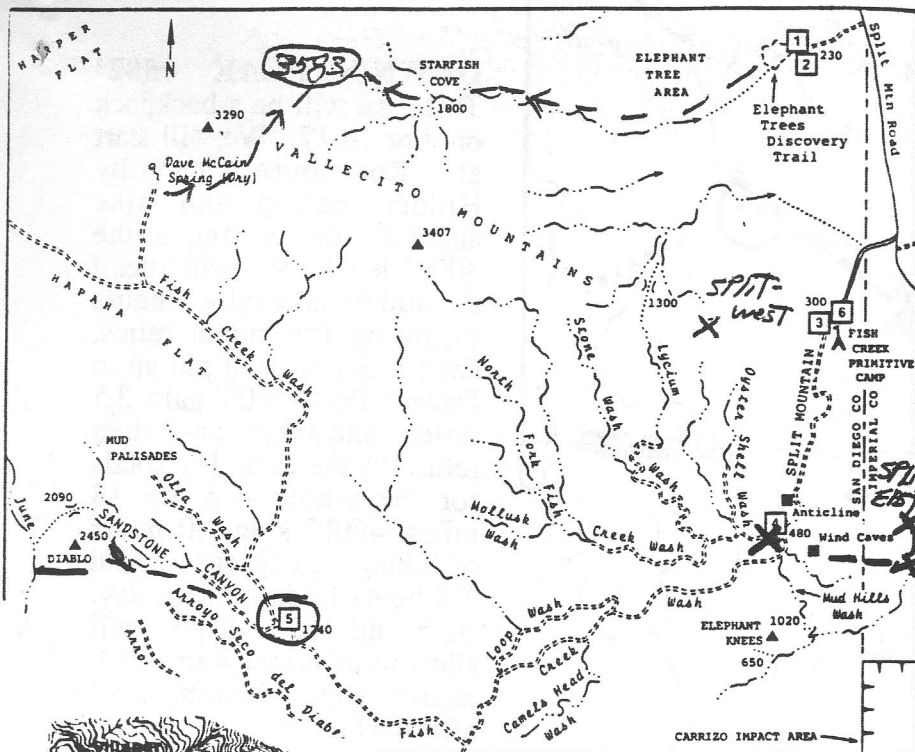 HARPER
FLAT
N
3583
STARFISH
COVE
1800
ELEPHANT
TREE
AREA
1
2
230
Split
Mtn Road
Elephant
Trees
Discovery
Trail
3290
Dave McCain
Spring (Dry)
VALLECITO
MOUNTAINS
3407
HAPAHA
FLAT
Fish
Creek
Wash
1300
SPLIT-
WEST
300
3
6
FISH
CREEK
PRIMITIVE
CAMP
SPLIT MOUNTAIN
SAN DIEGO CO
IMPERIAL CO
North
Fork
Fish
Creek
Wash
Stone
Wash
Lycium
Wash
Oyster
Shell
Wash
MUD
PALISADES
Olla
Wash
Mollusk
Wash
June
2090
2450
DIABLO
SANDSTONE
CANYON
Anticline
4
480
Wind Caves
Mud Hills
Wash
5
1740
Arroyo
Seco
del
Diablo
Arro
Loop
Wash
Wash
Creek
Fish
Camels
Head
Wash
ELEPHANT
KNEES
1020
650
CARRIZO IMPACT AREA